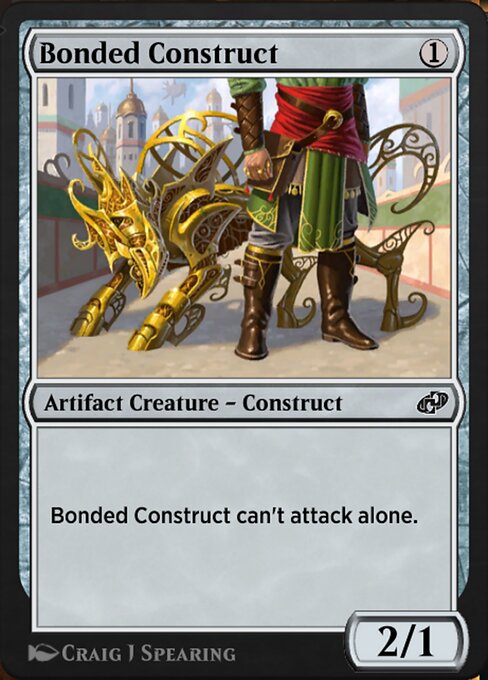 Bonded Construct 1
Artifact Creature – Construct
Bonded Construct can't attack alone.
2/1
Craig J Spearing